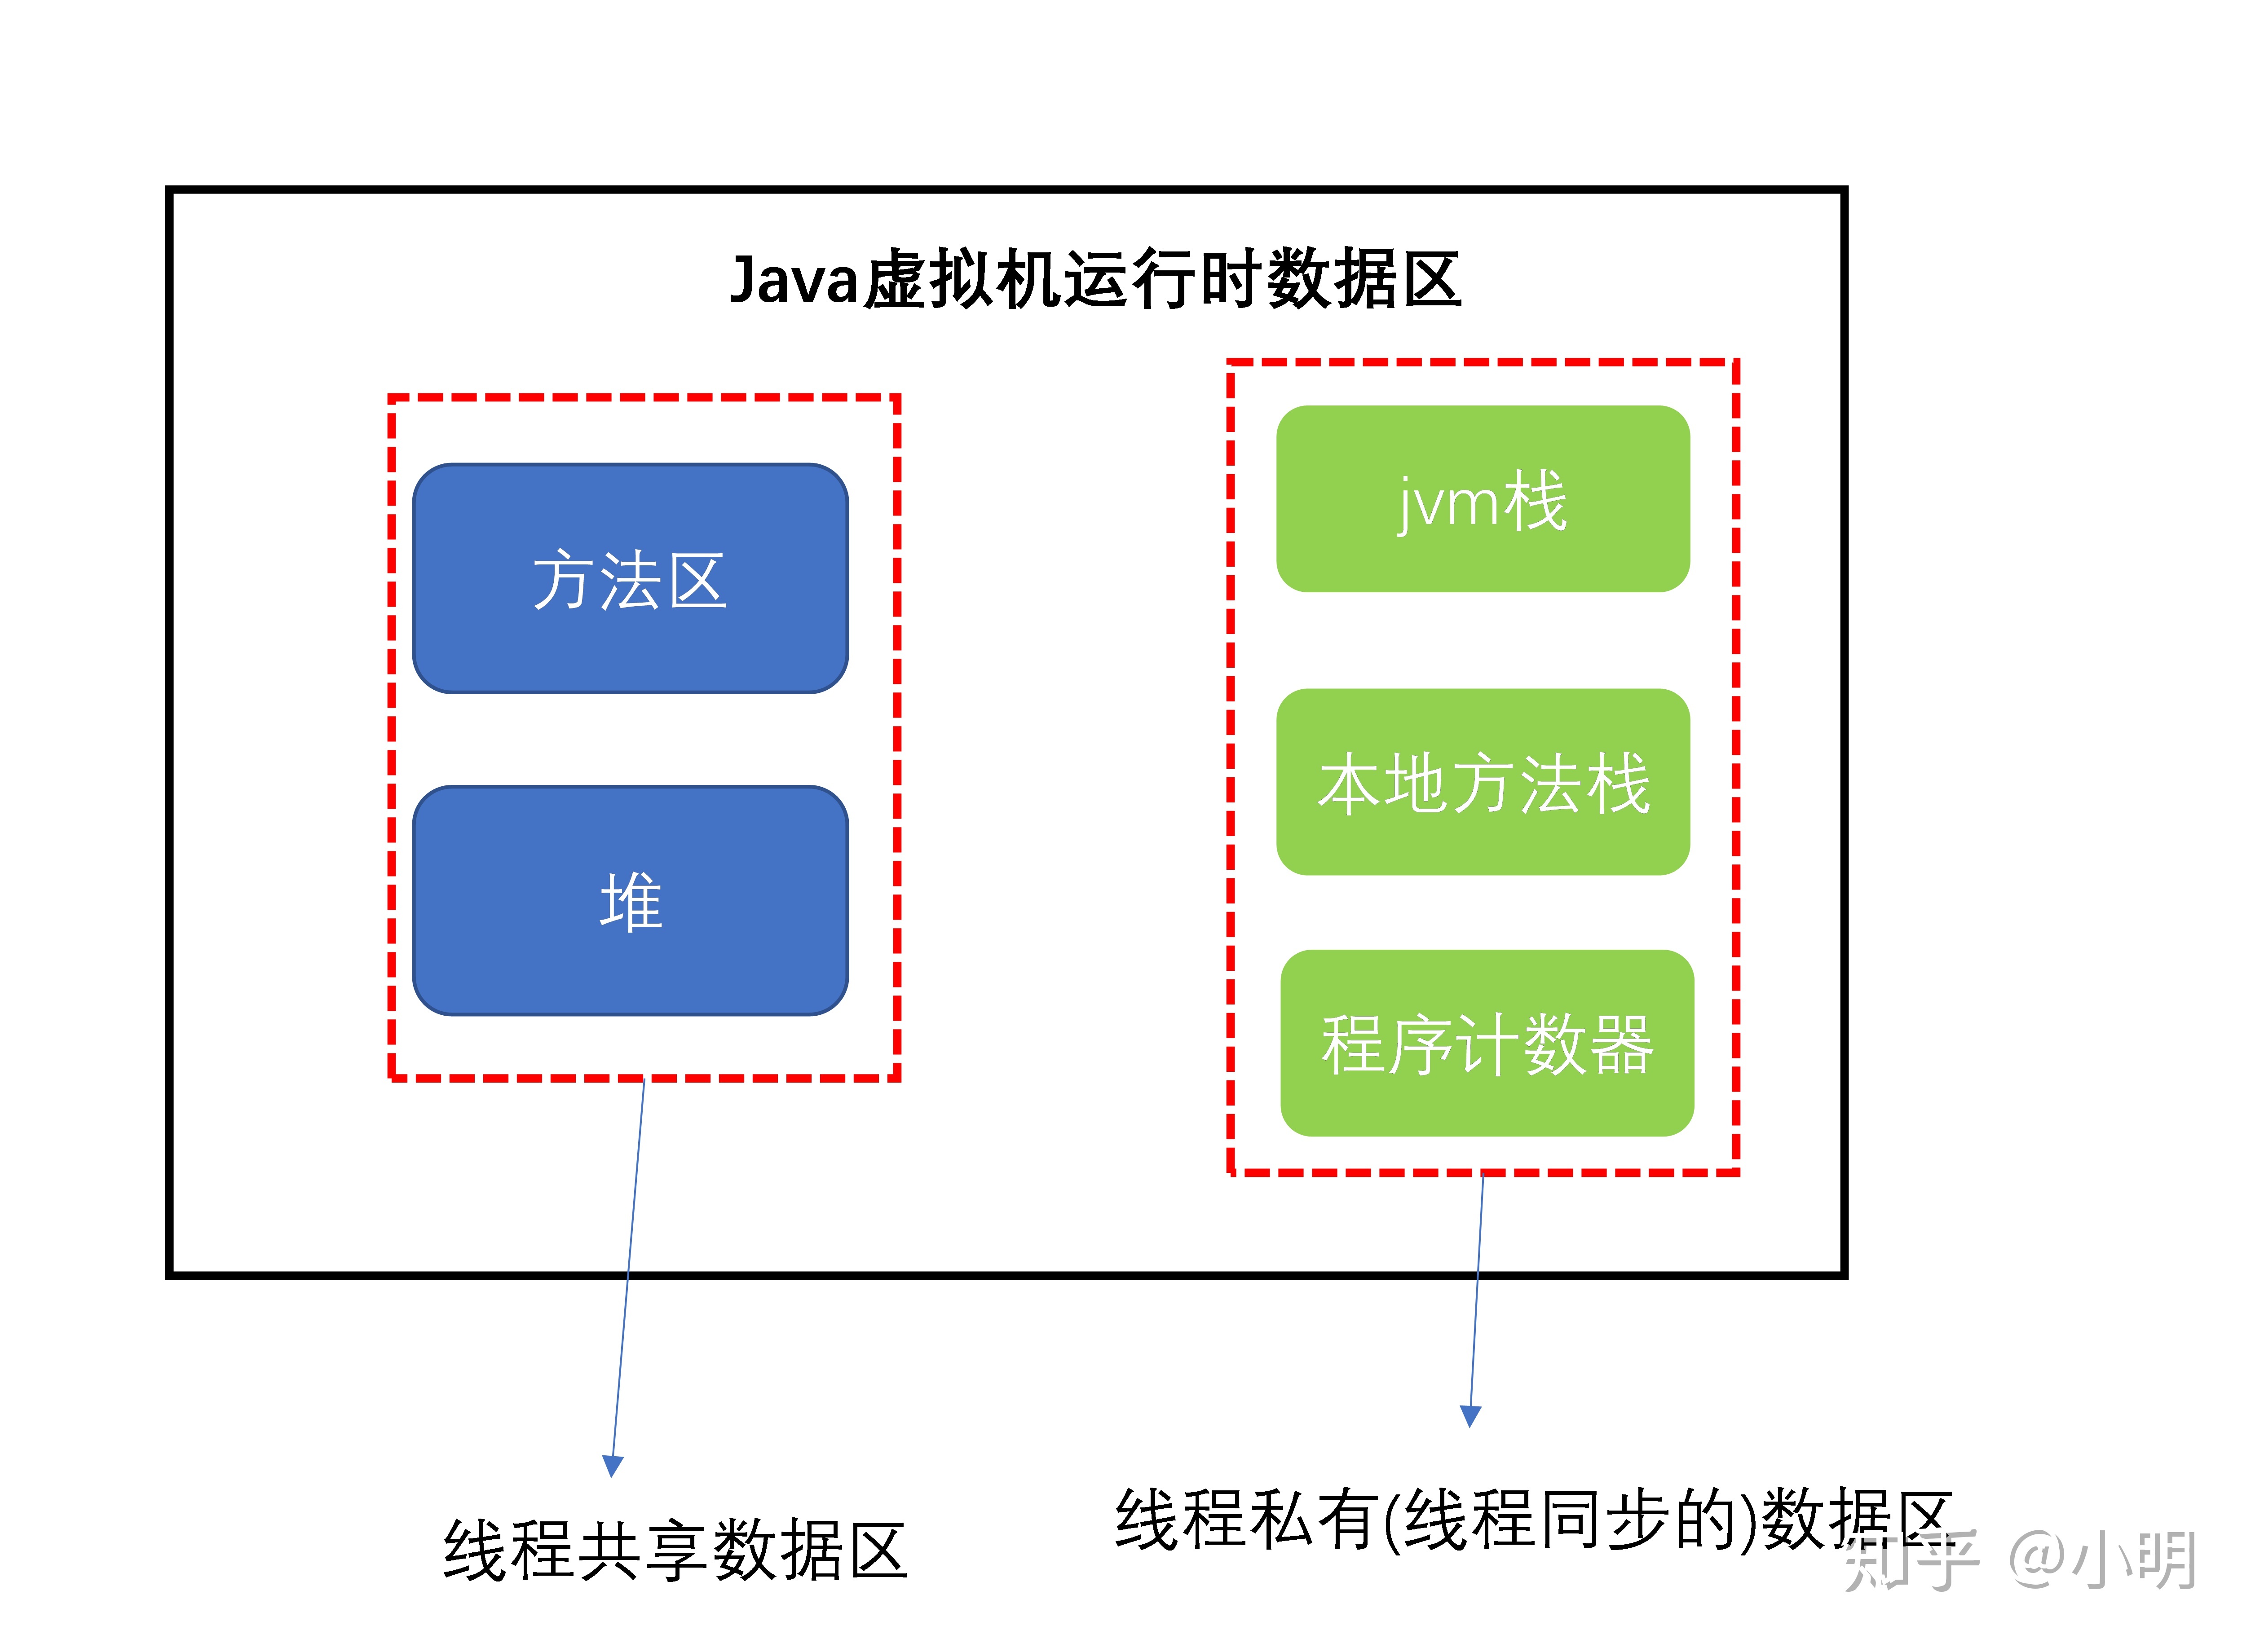 Java虚拟机运行时数据区
方法区
堆
jvm栈
本地方法栈
程序计数器
线程共享数据区
线程私有(线程同步的)数据区
知乎 @小明